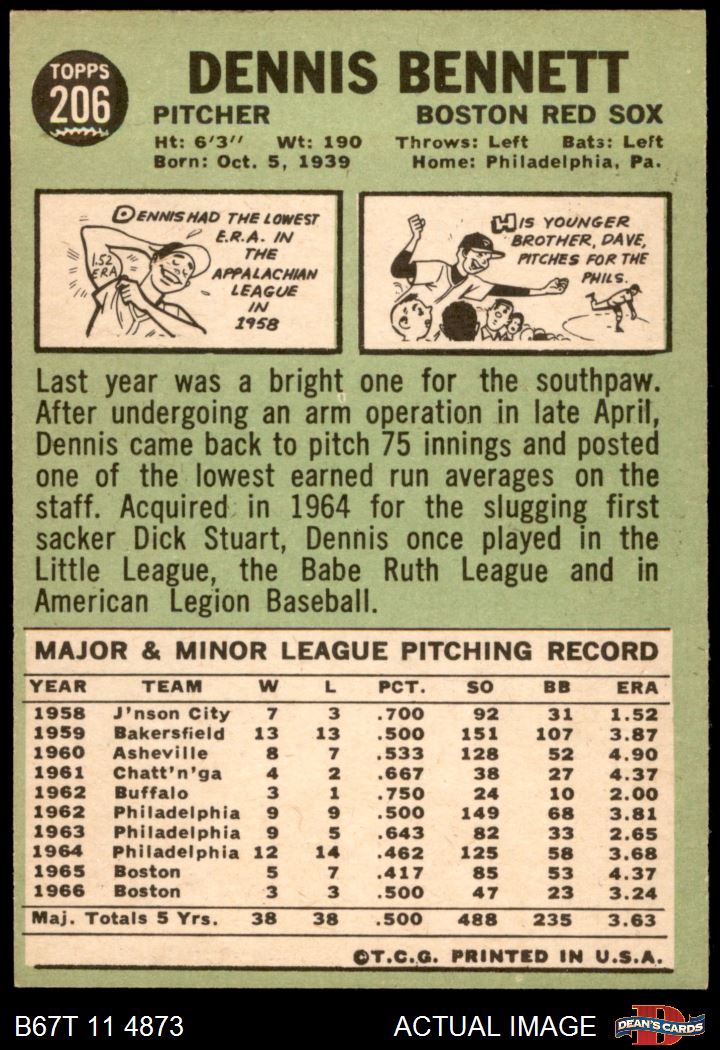 TOPPS
206
DENNIS BENNETT
PITCHER BOSTON RED SOX
Ht: 6'3" Wt: 190 Throws: Left Bats: Left
Born: Oct. 5, 1939 Home: Philadelphia, Pa.
DENNIS HAD THE LOWEST
E.R.A. IN
THE
APPALACHIAN
LEAGUE
IN
1958
1.52
ERA
HIS YOUNGER
BROTHER, DAVE,
PITCHES FOR THE
PHILS.
Last year was a bright one for the southpaw.
After undergoing an arm operation in late April,
Dennis came back to pitch 75 innings and posted
one of the lowest earned run averages on the
staff. Acquired in 1964 for the slugging first
sacker Dick Stuart, Dennis once played in the
Little League, the Babe Ruth League and in
American Legion Baseball.
MAJOR & MINOR LEAGUE PITCHING RECORD
YEAR TEAM W L PCT. SO BB ERA
1958 J'nson City 7 3 .700 92 31 1.52
1959 Bakersfield 13 13 .500 151 107 3.87
1960 Asheville 8 7 .533 128 52 4.90
1961 Chatt'n'ga 4 2 .667 38 27 4.37
1962 Buffalo 3 1 .750 24 10 2.00
1962 Philadelphia 9 9 .500 149 68 3.81
1963 Philadelphia 9 5 .643 82 33 2.65
1964 Philadelphia 12 14 .462 125 58 3.68
1965 Boston 5 7 .417 85 53 4.37
1966 Boston 3 3 .500 47 23 3.24
Maj. Totals 5 Yrs. 38 38 .500 488 235 3.63
©T.C.G. PRINTED IN U.S.A.
B67T 11 4873 ACTUAL IMAGE
D
DEAN'S CARDS